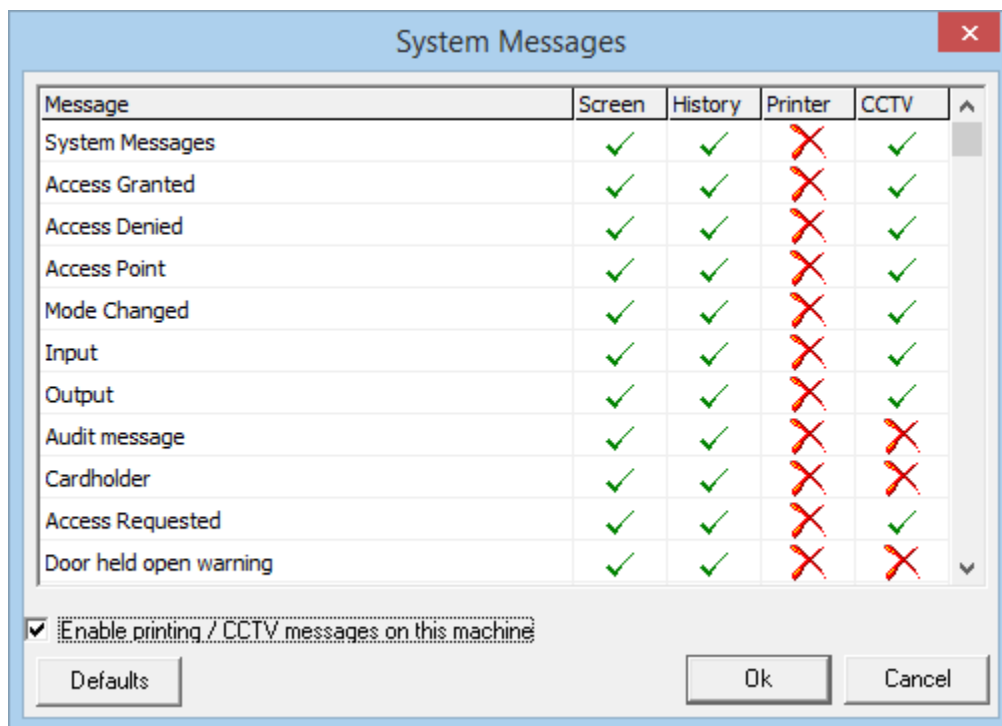 System Messages
Message Screen History Printer CCTV
System Messages
Access Granted
Access Denied
Access Point
Mode Changed
Input
Output
Audit message
Cardholder
Access Requested
Door held open warning
Enable printing / CCTV messages on this machine
Defaults Ok Cancel